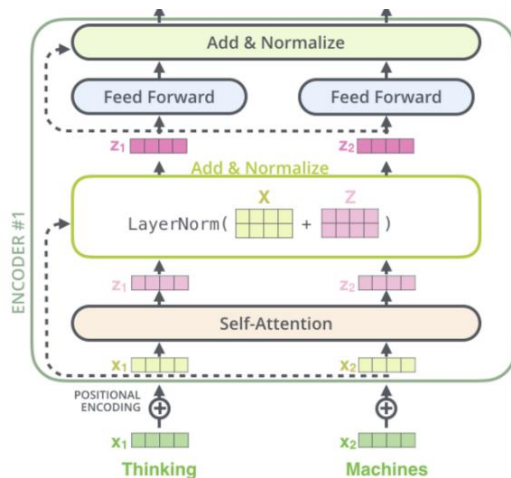 Add & Normalize
Feed Forward Feed Forward
z1 z2
Add & Normalize
X Z
LayerNorm( + )
z1 z2
Self-Attention
x1 x2
POSITIONAL
ENCODING
x1 x2
Thinking Machines
ENCODER #1